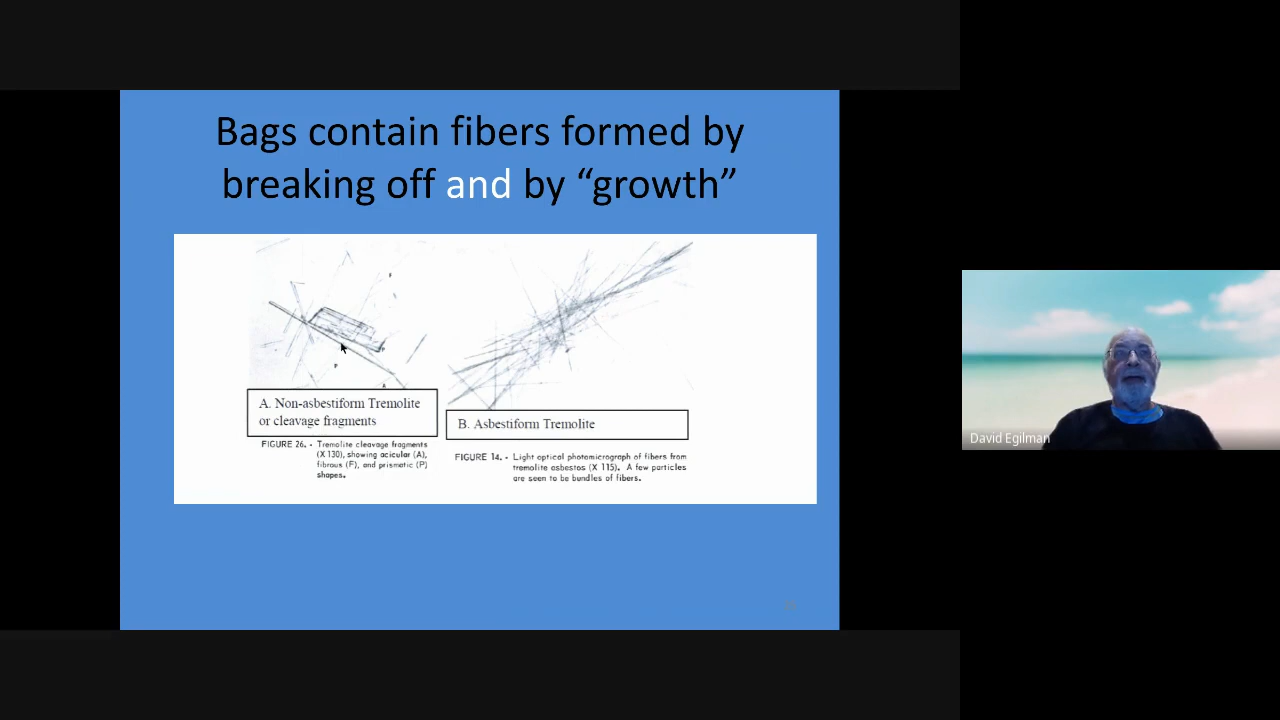 Bags contain fibers formed by
breaking off and by “growth”
A. Non-asbestiform Tremolite
or cleavage fragments
FIGURE 26. - Tremolite cleavage fragments
(X 130), showing acicular (A),
fibrous (F), and prismatic (P)
shapes.
B. Asbestiform Tremolite
FIGURE 14. - Light optical photomicrograph of fibers from
tremolite asbestos (X 115). A few particles
are seen to be bundles of fibers.
David Egilman